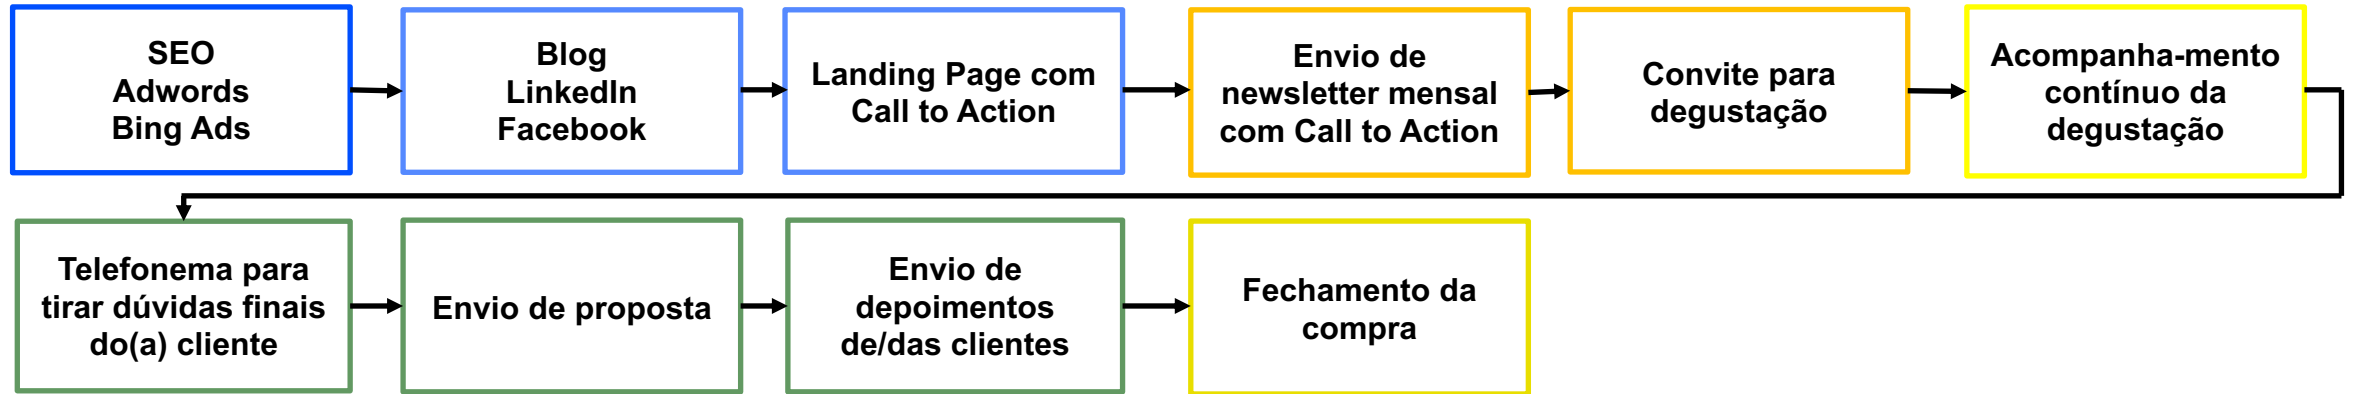 SEO
Adwords
Bing Ads
Blog
LinkedIn
Facebook
Landing Page com
Call to Action
Envio de
newsletter mensal
com Call to Action
Convite para
degustação
Acompanha-mento
contínuo da
degustação
Telefonema para
tirar dúvidas finais
do(a) cliente
Envio de proposta
Envio de
depoimentos
de/das clientes
Fechamento da
compra